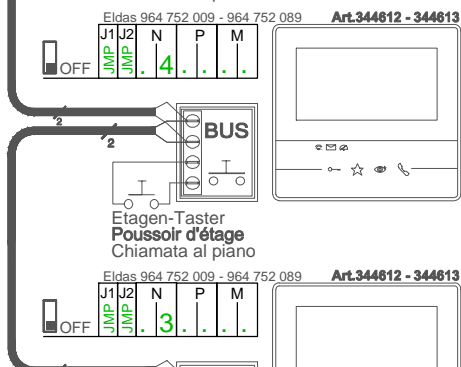 Eldas 964 752 009 - 964 752 089 Art.344612 - 344613
J1 J2 N P M
OFF JMP JMP . 4 . . . .
2
2
BUS
Etagen-Taster
Poussoir d'étage
Chiamata al piano
Eldas 964 752 009 - 964 752 089 Art.344612 - 344613
J1 J2 N P M
OFF JMP JMP . 3 . . . .